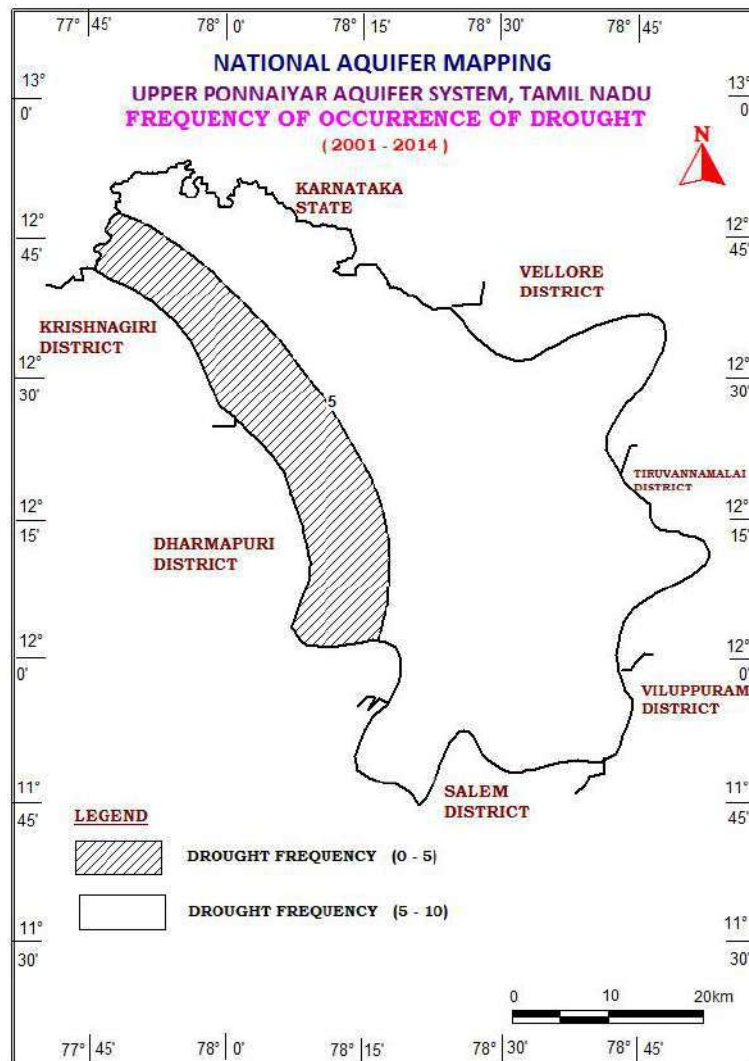 77° 45' 78° 0' 78° 15' 78° 30' 78° 45'
NATIONAL AQUIFER MAPPING
UPPER PONNAIYAR AQUIFER SYSTEM, TAMIL NADU
FREQUENCY OF OCCURRENCE OF DROUGHT
( 2001 - 2014 )
13°
0'
13°
0'
N
KARNATAKA
STATE
12°
45'
12°
45'
VELLORE
DISTRICT
KRISHNAGIRI
DISTRICT
12°
30'
12°
30'
5
TIRUVANNAMALAI
DISTRICT
12°
15'
12°
15'
DHARMAPURI
DISTRICT
12°
0'
12°
0'
VILUPPURAM
DISTRICT
SALEM
DISTRICT
11°
45'
11°
45'
LEGEND
DROUGHT FREQUENCY (0 - 5)
DROUGHT FREQUENCY (5 - 10)
11°
30'
11°
30'
0 10 20km
77° 45' 78° 0' 78° 15' 78° 30' 78° 45'